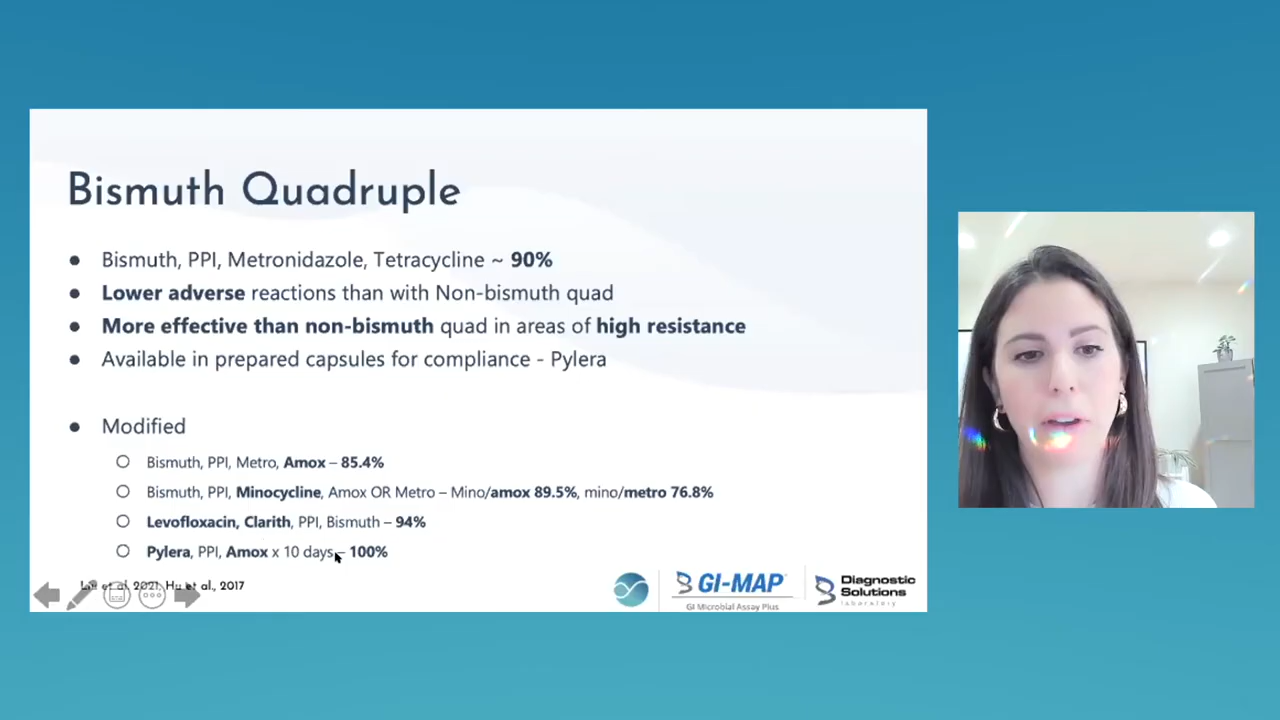 Bismuth Quadruple
● Bismuth, PPI, Metronidazole, Tetracycline ~ 90%
● Lower adverse reactions than with Non-bismuth quad
● More effective than non-bismuth quad in areas of high resistance
● Available in prepared capsules for compliance - Pylera
● Modified
○ Bismuth, PPI, Metro, Amox – 85.4%
○ Bismuth, PPI, Minocycline, Amox OR Metro – Mino/amox 89.5%, mino/metro 76.8%
○ Levofloxacin, Clarith, PPI, Bismuth – 94%
○ Pylera, PPI, Amox x 10 days – 100%
et al 2021, Hu et al., 2017
GI-MAP®
GI Microbial Assay Plus
Diagnostic
Solutions
laboratory